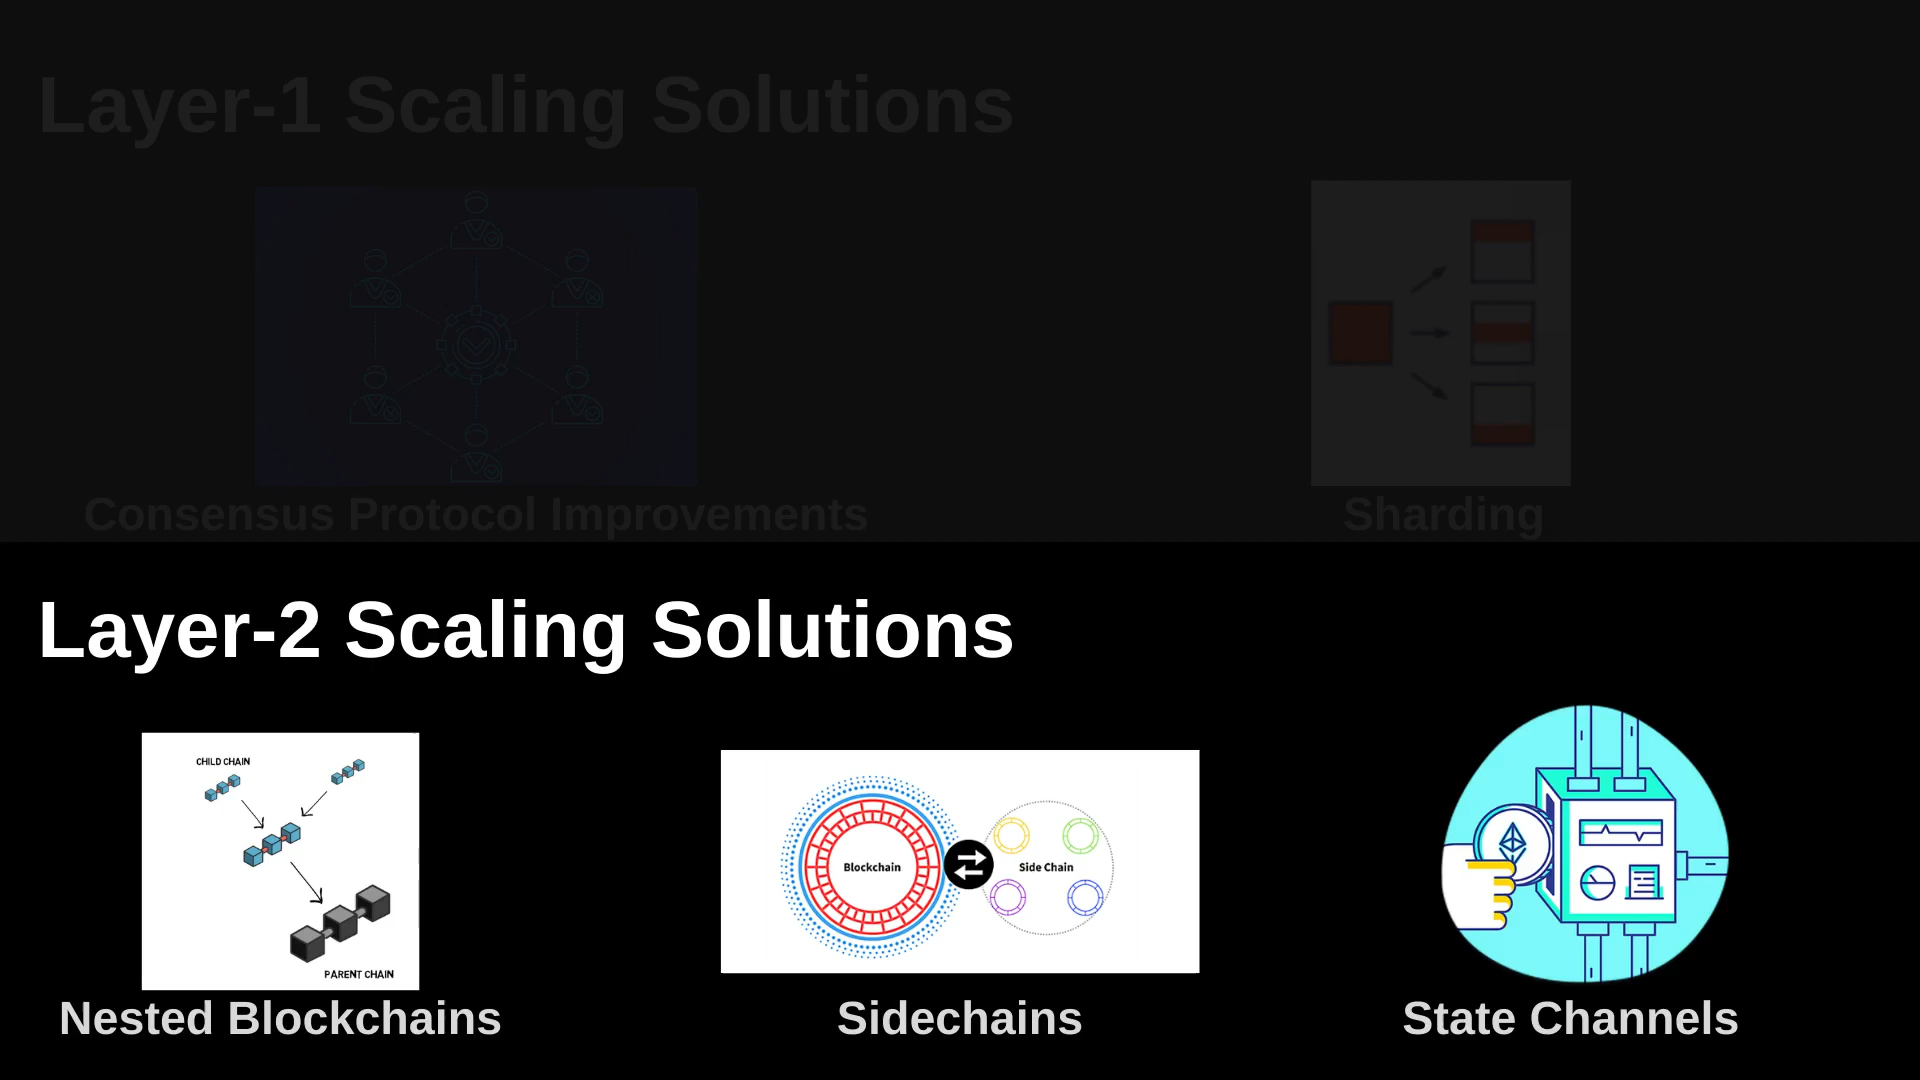 Layer-1 Scaling Solutions
Consensus Protocol Improvements
Sharding
Layer-2 Scaling Solutions
CHILD CHAIN
PARENT CHAIN
Nested Blockchains
Blockchain
Side Chain
Sidechains
State Channels